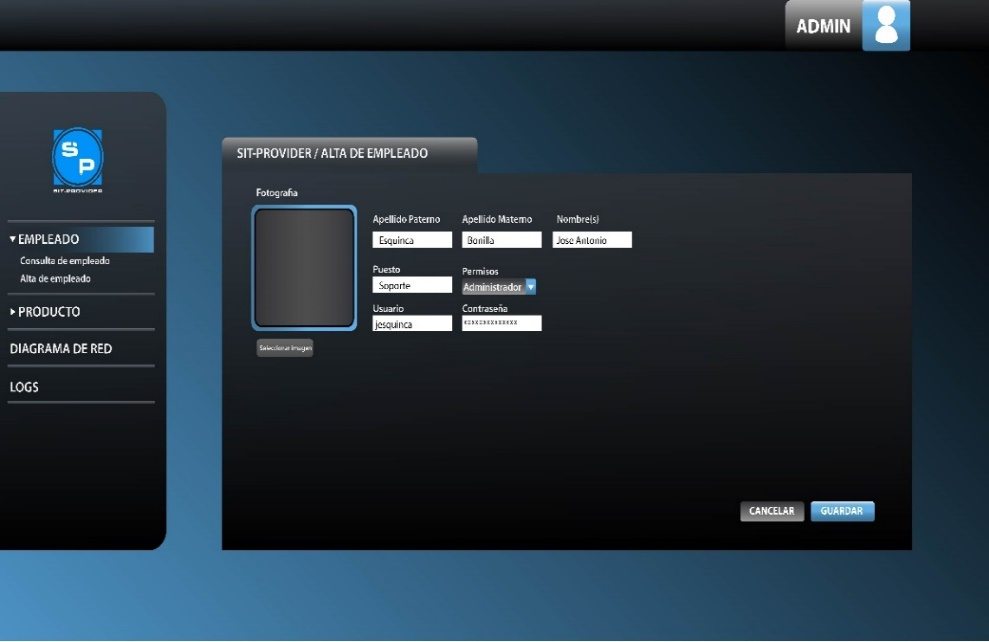 ADMIN
SP
SIT-PROVIDER
▾ EMPLEADO
Consulta de empleado
Alta de empleado
▸ PRODUCTO
DIAGRAMA DE RED
LOGS
SIT-PROVIDER / ALTA DE EMPLEADO
Fotografia
Apellido Paterno Apellido Materno Nombre(s)
Esquinca Bonilla Jose Antonio
Puesto Permisos
Soporte Administrador
Usuario Contraseña
jesquinca **************
Seleccionar Imagen
CANCELAR GUARDAR